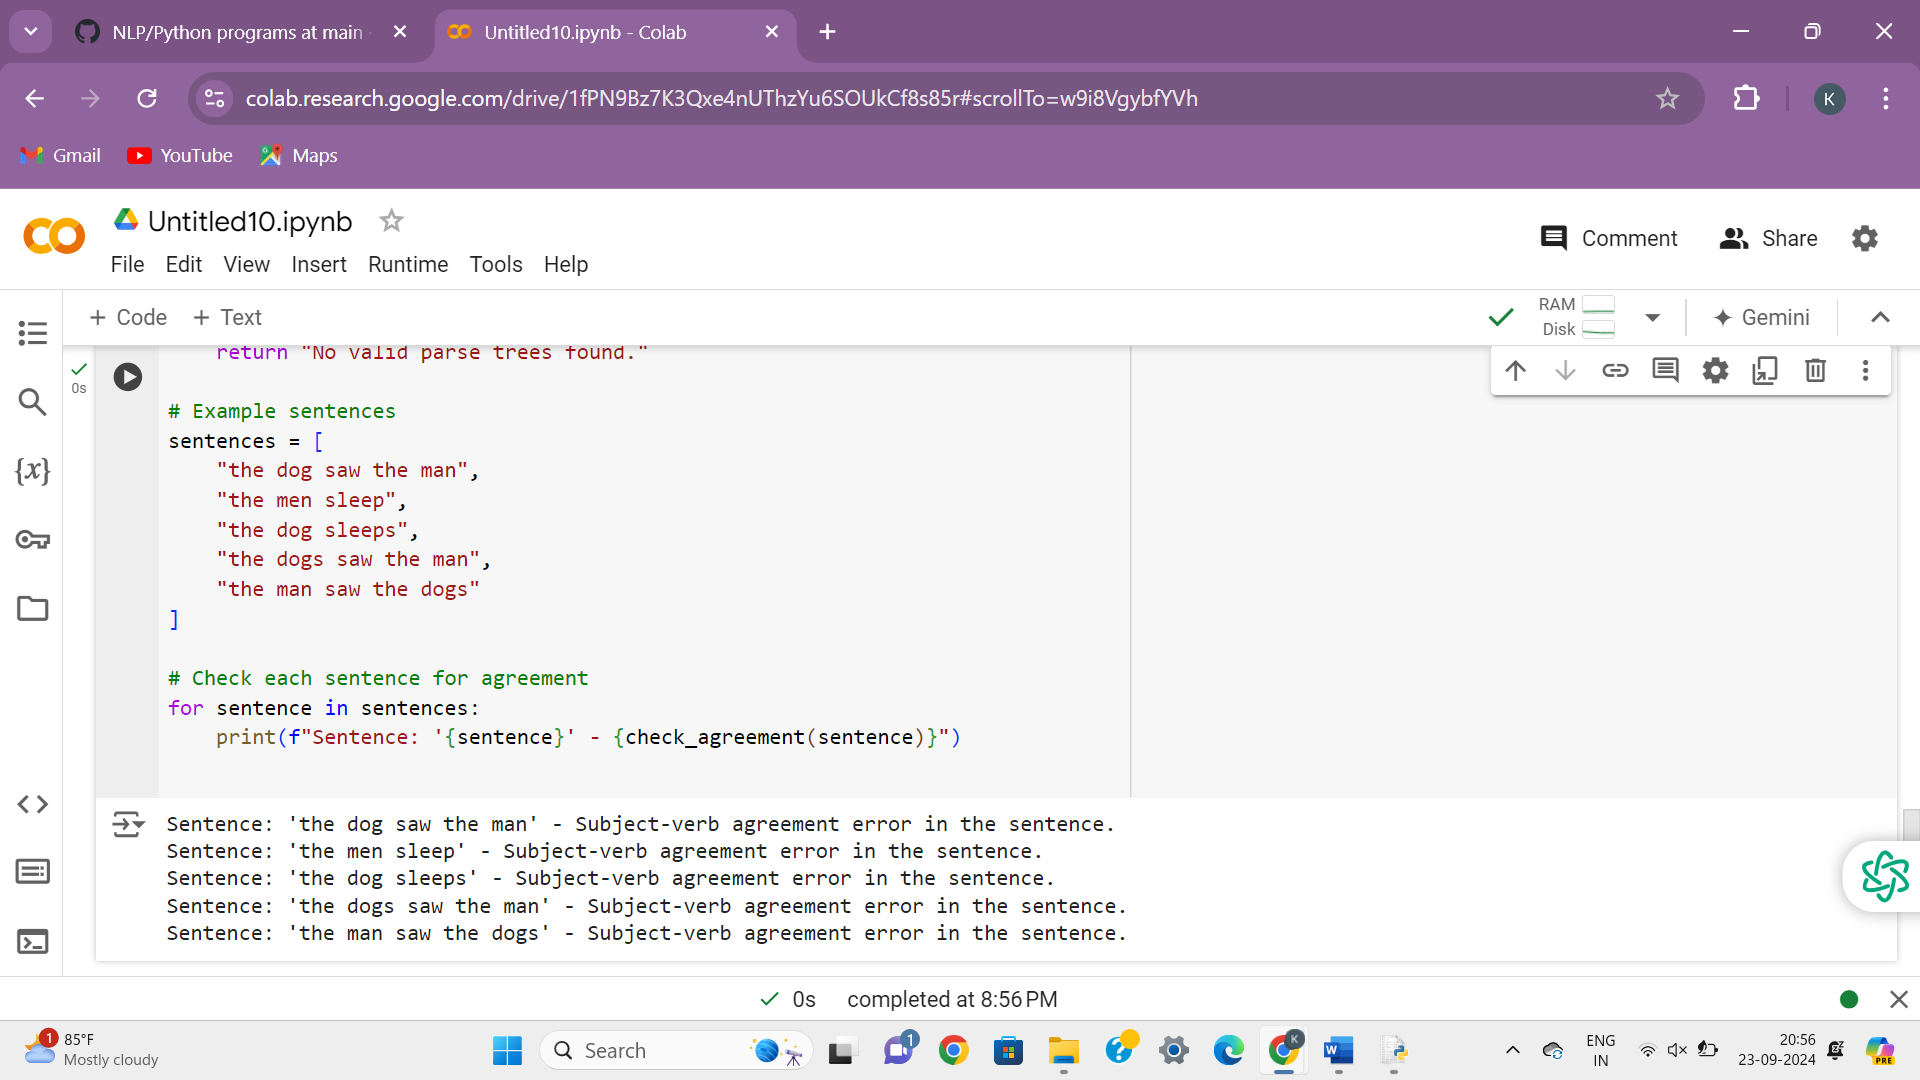 NLP/Python programs at main
Untitled10.ipynb - Colab
colab.research.google.com/drive/1fPN9Bz7K3Qxe4nUThzYu6SOUkCf8s85r#scrollTo=w9i8VgybfYVh
K
Gmail
YouTube
Maps
Untitled10.ipynb
Comment
Share
File Edit View Insert Runtime Tools Help
+ Code + Text
RAM
Disk
Gemini
return "No valid parse trees found."
0s
# Example sentences
sentences = [
"the dog saw the man",
"the men sleep",
"the dog sleeps",
"the dogs saw the man",
"the man saw the dogs"
]
# Check each sentence for agreement
for sentence in sentences:
print(f"Sentence: '{sentence}' - {check_agreement(sentence)}")
Sentence: 'the dog saw the man' - Subject-verb agreement error in the sentence.
Sentence: 'the men sleep' - Subject-verb agreement error in the sentence.
Sentence: 'the dog sleeps' - Subject-verb agreement error in the sentence.
Sentence: 'the dogs saw the man' - Subject-verb agreement error in the sentence.
Sentence: 'the man saw the dogs' - Subject-verb agreement error in the sentence.
0s completed at 8:56 PM
1
85°F
Mostly cloudy
Search
1
K
ENG
IN
20:56
23-09-2024
PRE